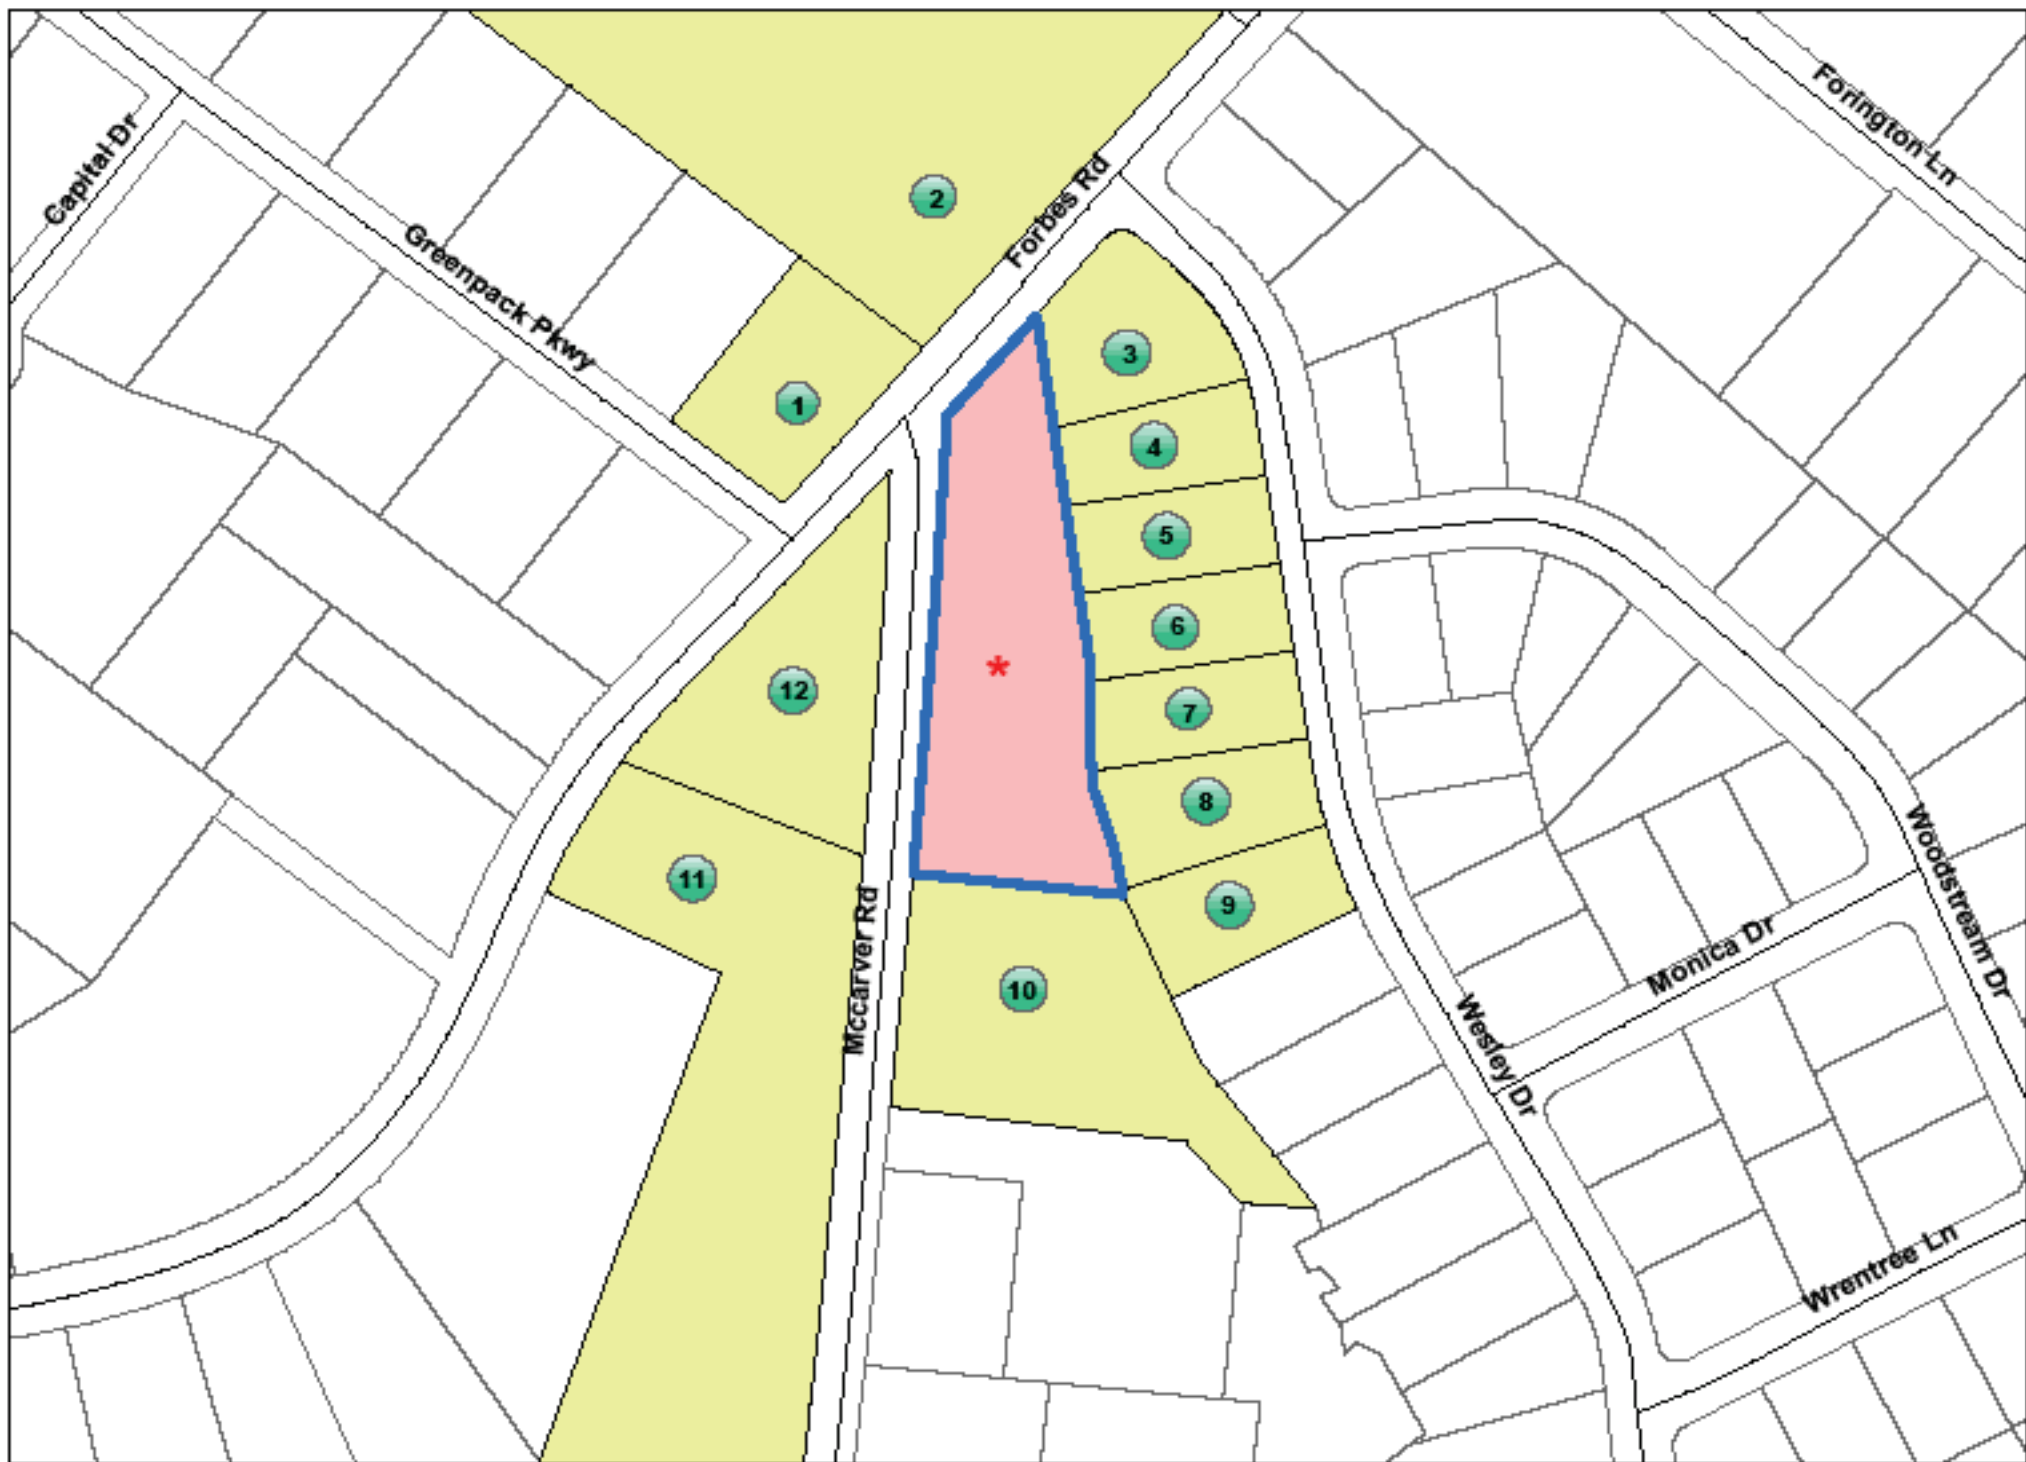 Forington Ln
Capital Dr
2
Forbes Rd
Greenpack Pkwy
3
1
4
5
6
*
12
7
8
Woodstream Dr
11
9
Mccarver Rd
Monica Dr
10
Wesley Dr
Wrentree Ln